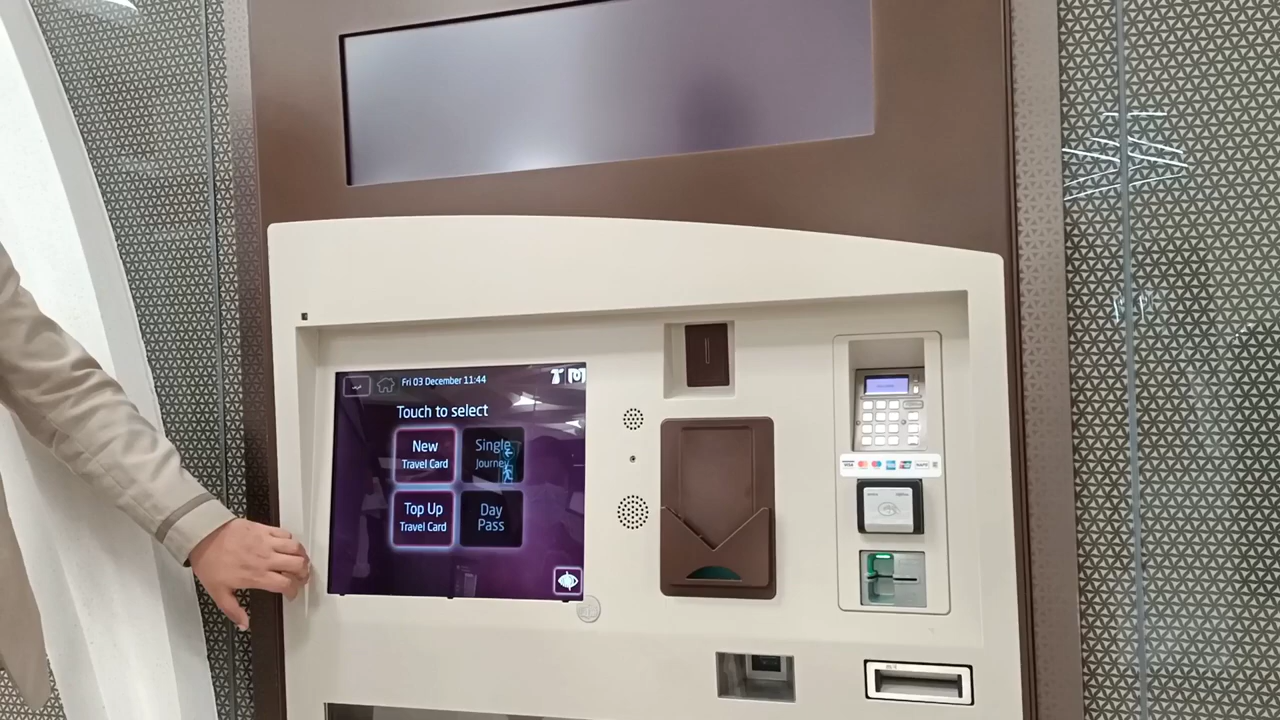 Fri 03 December 11:44
Touch to select
New
Travel Card
Single
Journey
Top Up
Travel Card
Day
Pass
VISA